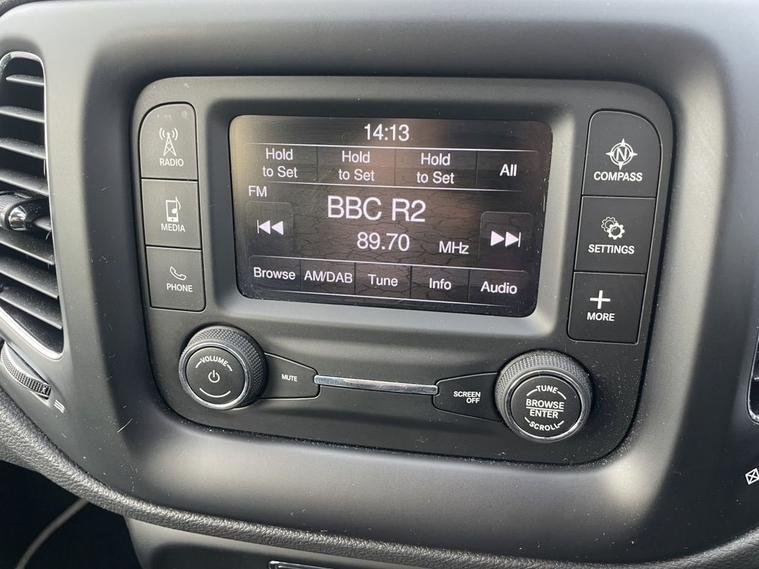 14:13
Hold to Set
Hold to Set
Hold to Set
All
FM
BBC R2
89.70 MHz
Browse AM/DAB Tune Info Audio
RADIO
MEDIA
PHONE
N
COMPASS
SETTINGS
MORE
VOLUME
MUTE
SCREEN
OFF
TUNE
BROWSE
ENTER
SCROLL